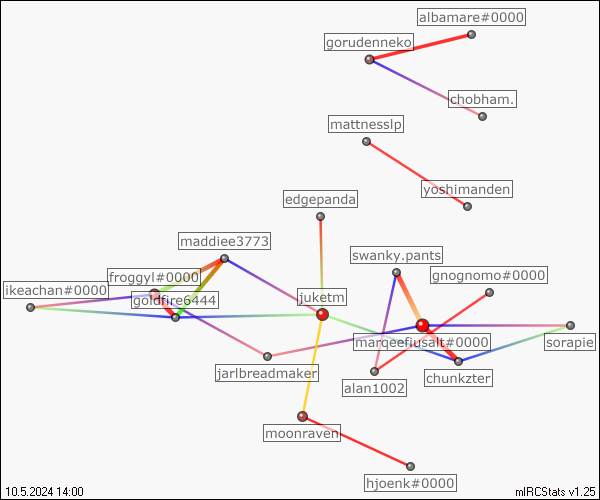 albamare#0000
gorudenneko
chobham.
mattnesslp
yoshimanden
edgepanda
maddiee3773
swanky.pants
froggyl#0000
gnognomo#0000
ikeachan#0000
goldfire6444
juketm
marqeefiusalt#0000
sorapie
jarlbreadmaker
chunkzter
alan1002
moonraven
hjoenk#0000
10.5.2024 14:00
mIRCStats v1.25